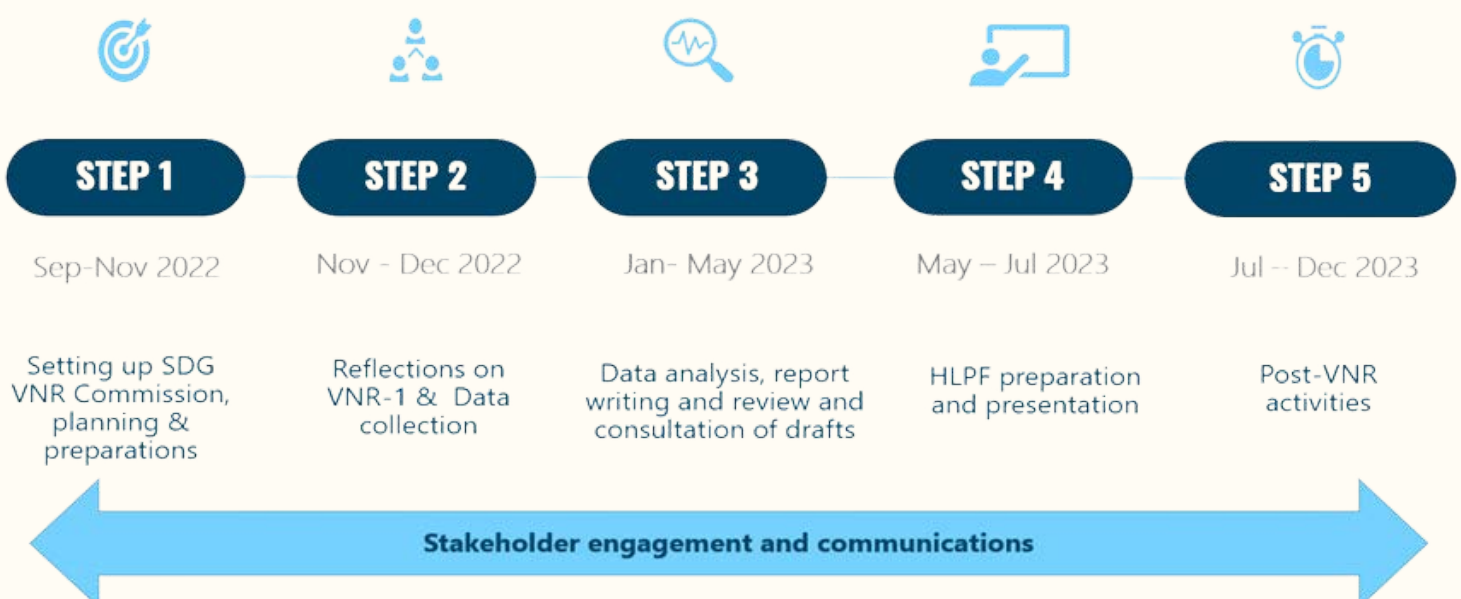 STEP 1
STEP 2
STEP 3
STEP 4
STEP 5
Sep-Nov 2022
Nov - Dec 2022
Jan- May 2023
May – Jul 2023
Jul -- Dec 2023
Setting up SDG
VNR Commission,
planning &
preparations
Reflections on
VNR-1 & Data
collection
Data analysis, report
writing and review and
consultation of drafts
HLPF preparation
and presentation
Post-VNR
activities
Stakeholder engagement and communications